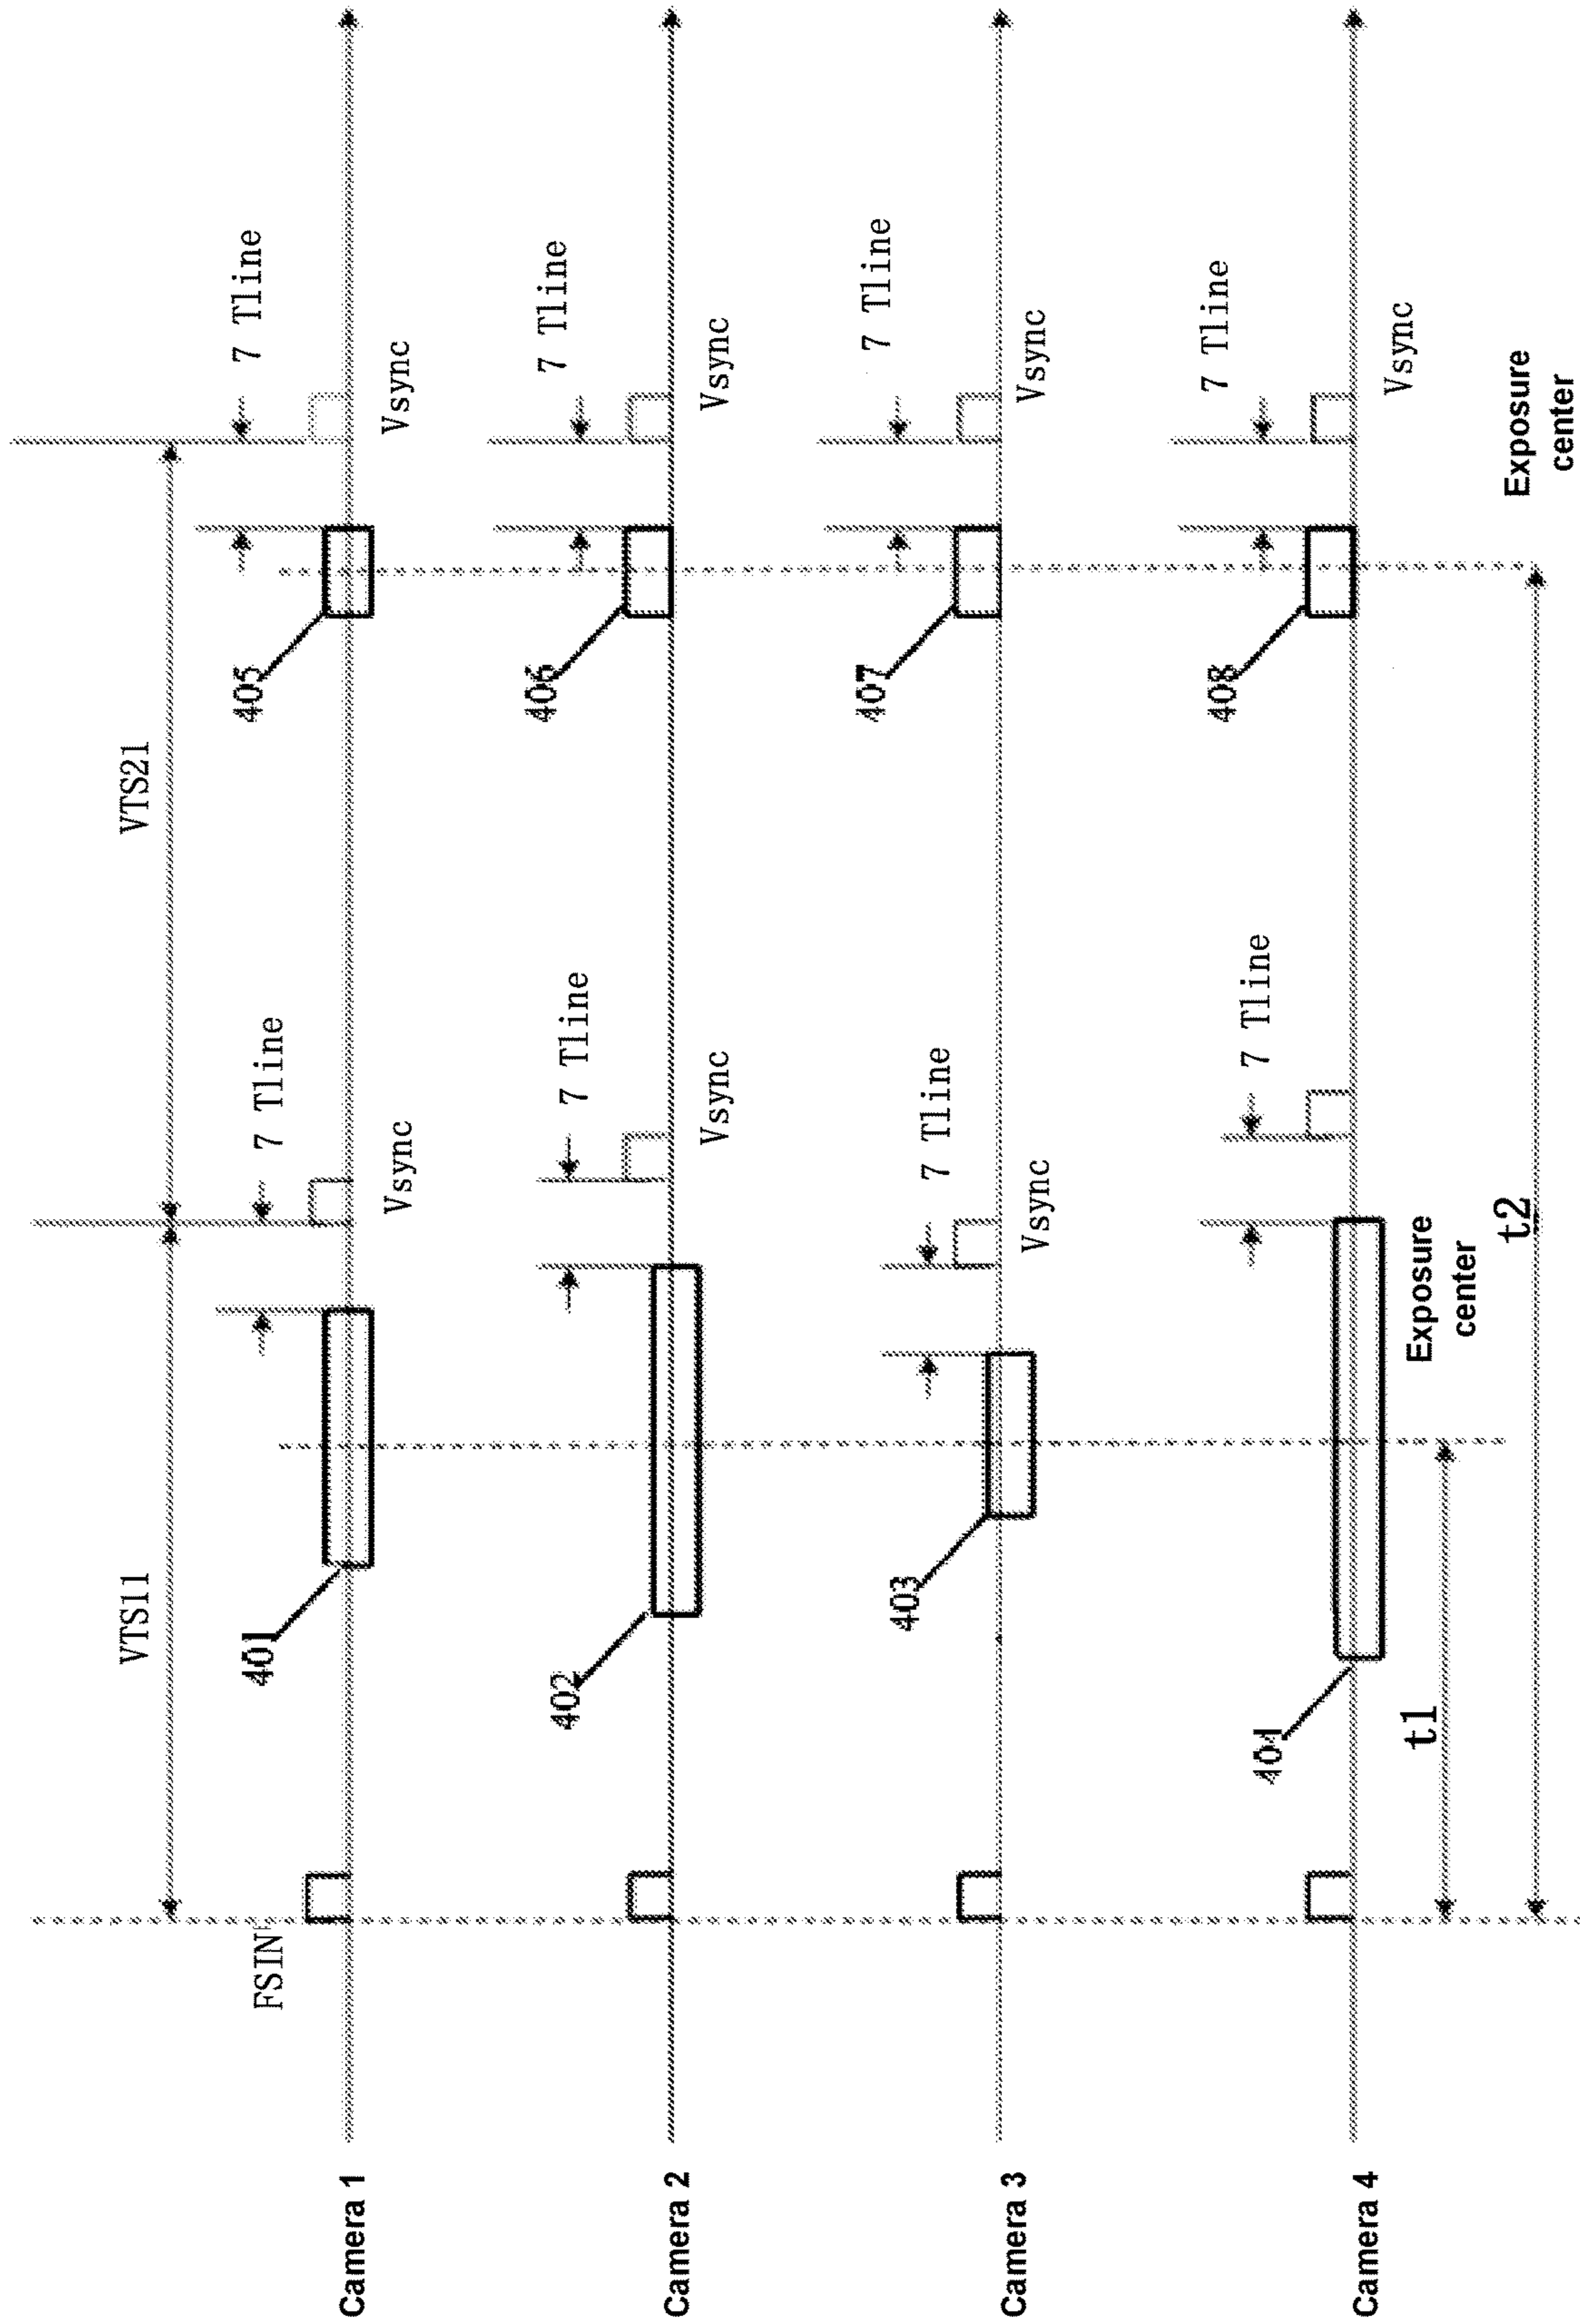 VTS11
VTS21
FSIN
401
7 Tline
405
7 Tline
Camera 1
Vsync
Vsync
402
7 Tline
406
7 Tline
Camera 2
Vsync
Vsync
403
7 Tline
407
7 Tline
Camera 3
Vsync
Vsync
404
7 Tline
408
7 Tline
Camera 4
Vsync
t1
Exposure
center
t2
Exposure
center